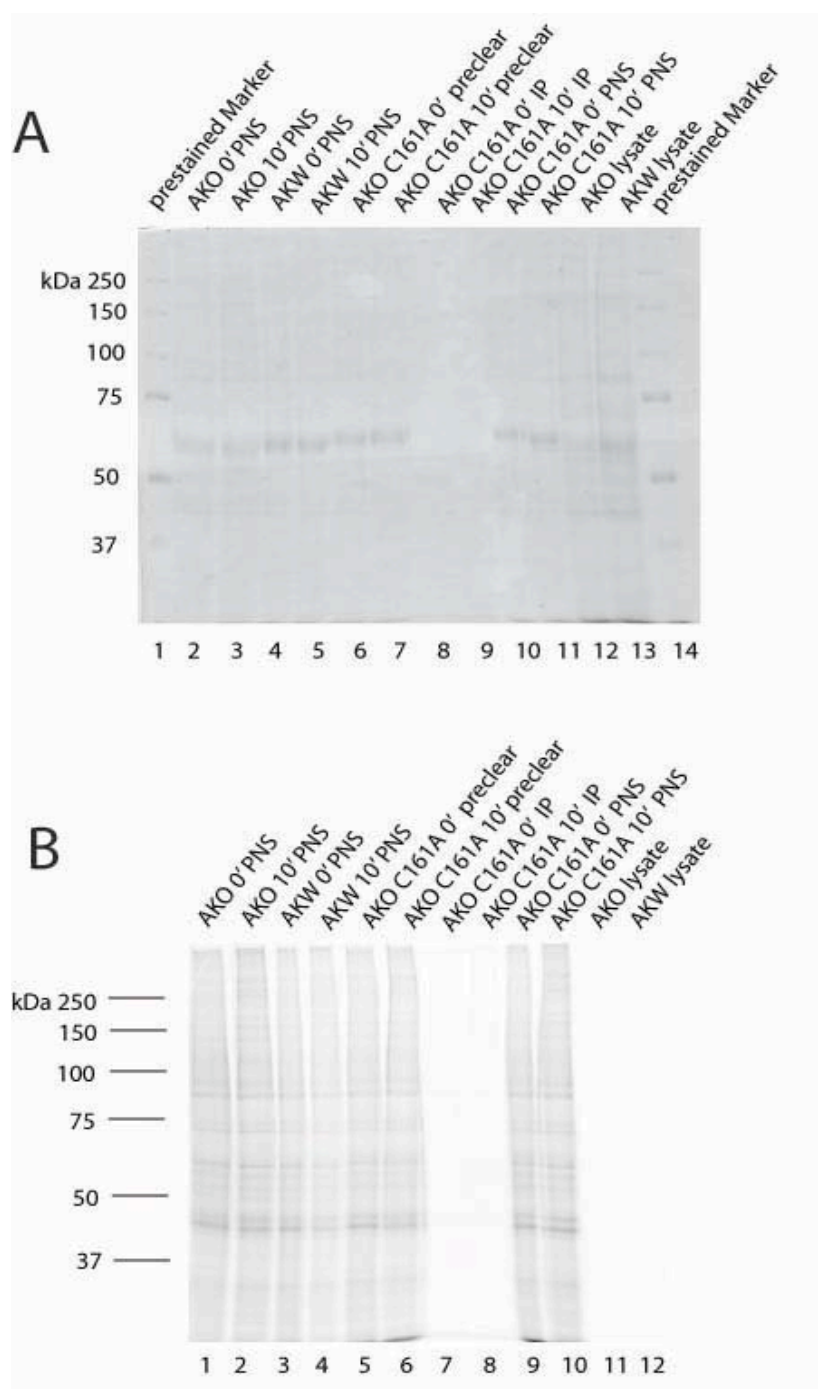 A
prestained Marker
AKO 0' PNS
AKO 10' PNS
AKW 0' PNS
AKW 10' PNS
AKO C161A 0' preclear
AKO C161A 10' preclear
AKO C161A 0' IP
AKO C161A 10' IP
AKO C161A 0' PNS
AKO C161A 10' PNS
AKO lysate
AKW lysate
prestained Marker
kDa 250
150
100
75
50
37
1 2 3 4 5 6 7 8 9 10 11 12 13 14
B
AKO 0' PNS
AKO 10' PNS
AKW 0' PNS
AKW 10' PNS
AKO C161A 0' preclear
AKO C161A 10' preclear
AKO C161A 0' IP
AKO C161A 10' IP
AKO C161A 0' PNS
AKO C161A 10' PNS
AKO lysate
AKW lysate
kDa 250
150
100
75
50
37
1 2 3 4 5 6 7 8 9 10 11 12